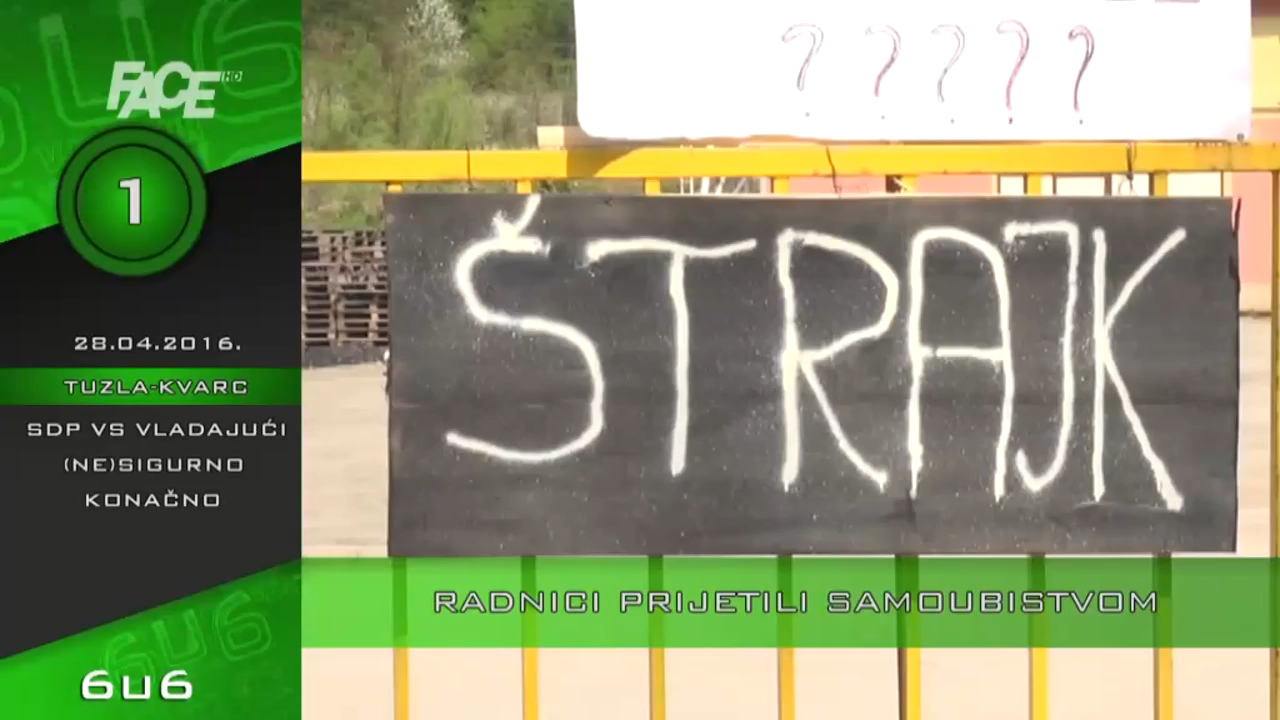 FACE HD
1
28.04.2016.
TUZLA-KVARC
SDP VS VLADAJUĆI
(NE)SIGURNO
KONAČNO
6u6
? ? ? ? ?
ŠTRAJK
RADNICI PRIJETILI SAMOUBISTVOM